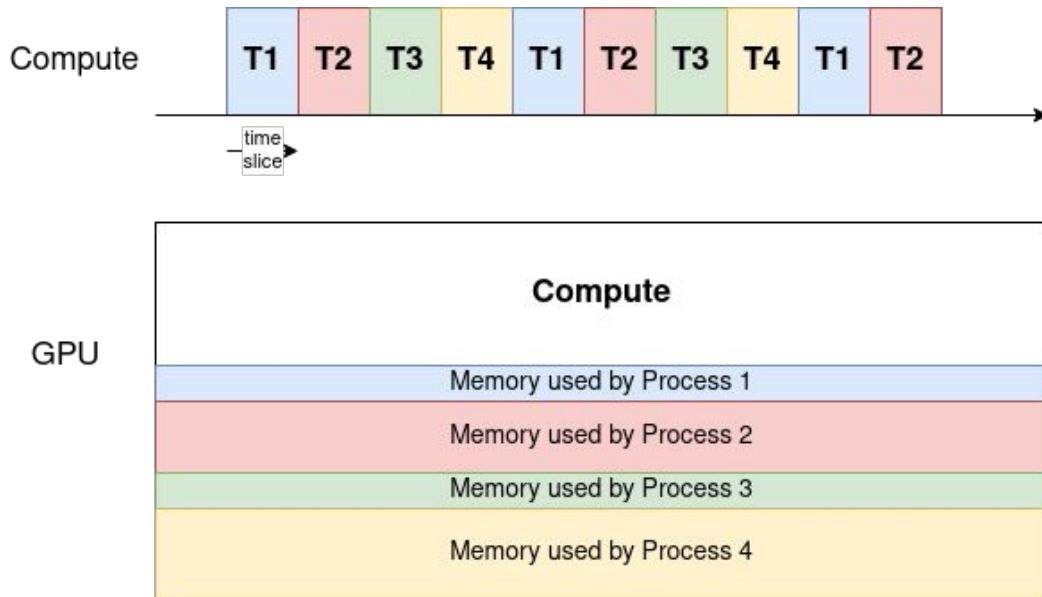 Compute T1 T2 T3 T4 T1 T2 T3 T4 T1 T2
time
slice
Compute
GPU
Memory used by Process 1
Memory used by Process 2
Memory used by Process 3
Memory used by Process 4